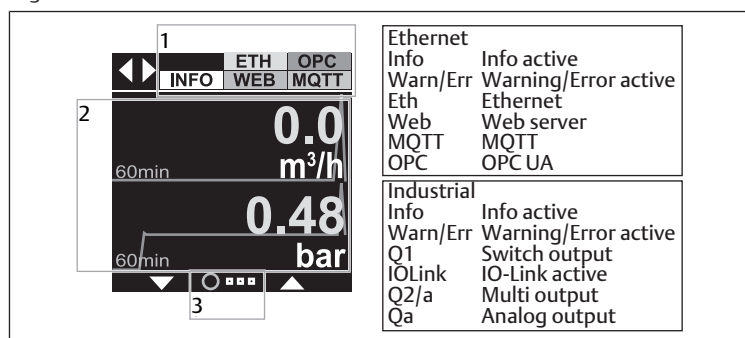 1
ETH OPC
INFO WEB MQTT
2
0.0
60min m³/h
0.48
60min bar
3
Ethernet
Info Info active
Warn/Err Warning/Error active
Eth Ethernet
Web Web server
MQTT MQTT
OPC OPC UA
Industrial
Info Info active
Warn/Err Warning/Error active
Q1 Switch output
IOLink IO-Link active
Q2/a Multi output
Qa Analog output